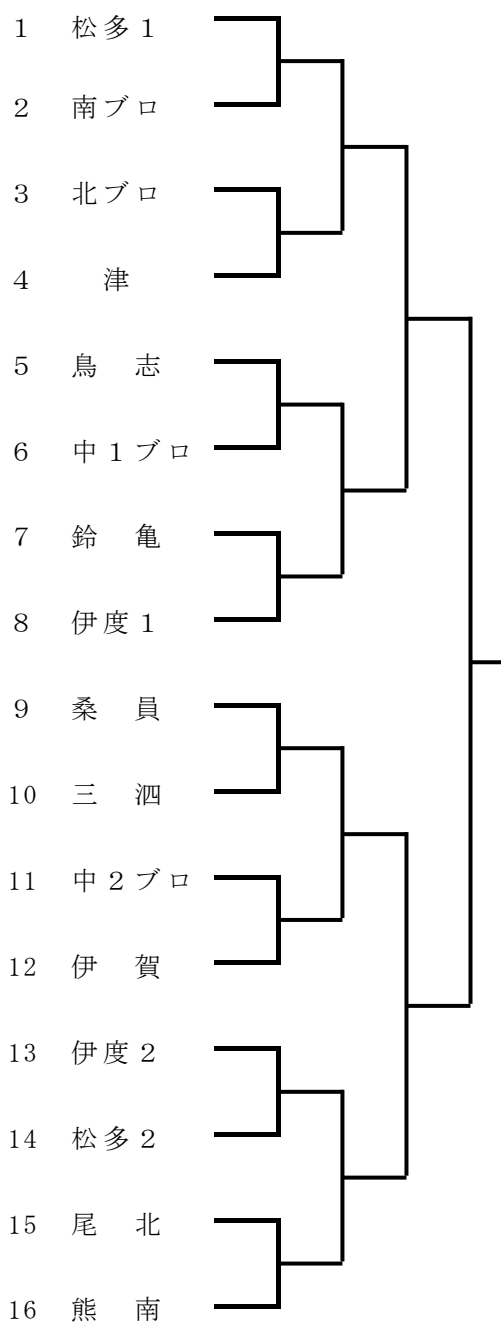 1 松多1
2 南ブロ
3 北ブロ
4 津
5 鳥 志
6 中1ブロ
7 鈴 亀
8 伊度1
9 桑 員
10 三 泗
11 中2ブロ
12 伊 賀
13 伊度2
14 松多2
15 尾 北
16 熊 南